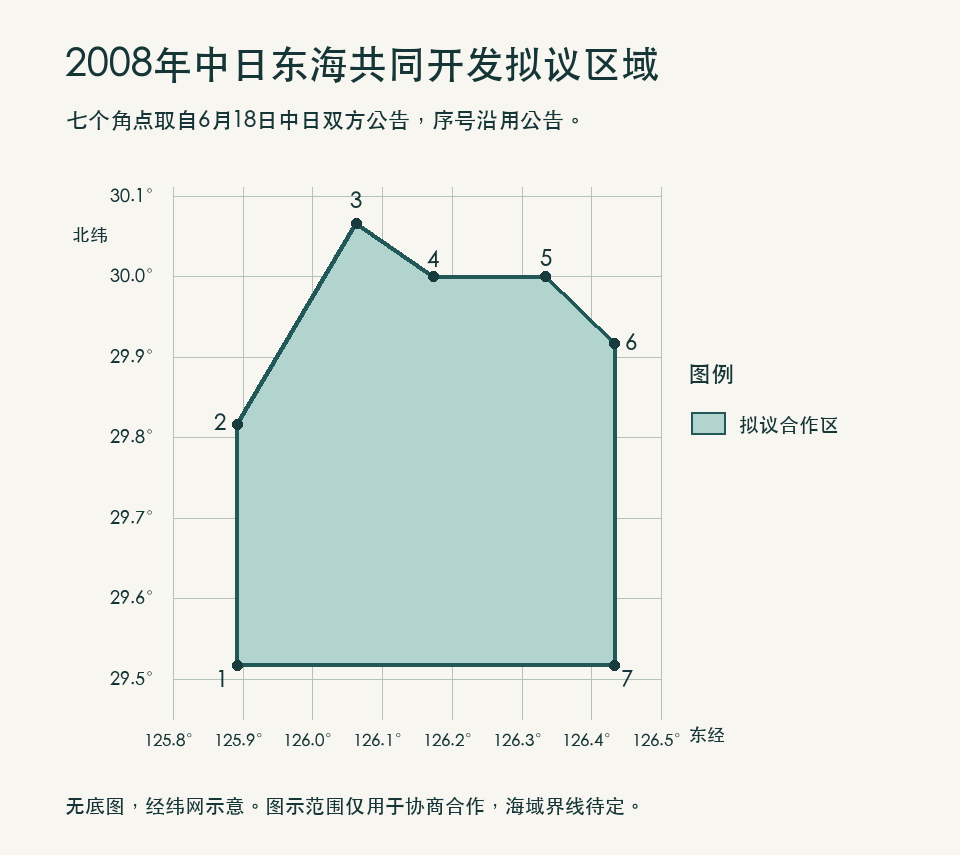 2008年中日东海共同开发拟议区域
七个角点取自6月18日中日双方公告，序号沿用公告。
30.1°
3
北纬
4
5
30.0°
29.9°
6
图例
2
拟议合作区
29.8°
29.7°
29.6°
29.5°
1
7
125.8° 125.9° 126.0° 126.1° 126.2° 126.3° 126.4° 126.5° 东经
无底图，经纬网示意。图示范围仅用于协商合作，海域界线待定。